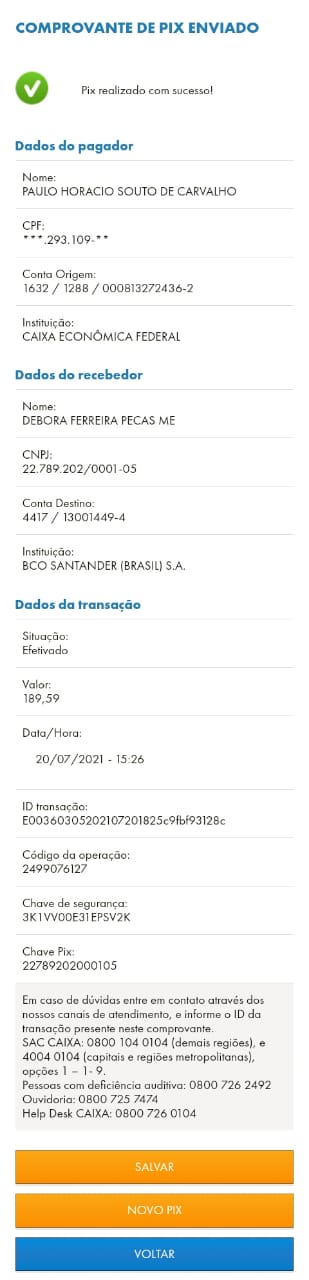 COMPROVANTE DE PIX ENVIADO
Pix realizado com sucesso!
Dados do pagador
Nome:
PAULO HORACIO SOUTO DE CARVALHO
CPF:
***.293.109-**
Conta Origem:
1632 / 1288 / 000813272436-2
Instituição:
CAIXA ECONÔMICA FEDERAL
Dados do recebedor
Nome:
DEBORA FERREIRA PECAS ME
CNPJ:
22.789.202/0001-05
Conta Destino:
4417 / 13001449-4
Instituição:
BCO SANTANDER (BRASIL) S.A.
Dados da transação
Situação:
Efetivado
Valor:
189,59
Data/Hora:
20/07/2021 - 15:26
ID transação:
E00360305202107201825c9fbf93128c
Código da operação:
2499076127
Chave de segurança:
3K1VV00E31EPSV2K
Chave Pix:
22789202000105
Em caso de dúvidas entre em contato através dos
nossos canais de atendimento, e informe o ID da
transação presente neste comprovante.
SAC CAIXA: 0800 104 0104 (demais regiões), e
4004 0104 (capitais e regiões metropolitanas),
opções 1 – 1- 9.
Pessoas com deficiência auditiva: 0800 726 2492
Ouvidoria: 0800 725 7474
Help Desk CAIXA: 0800 726 0104
SALVAR
NOVO PIX
VOLTAR